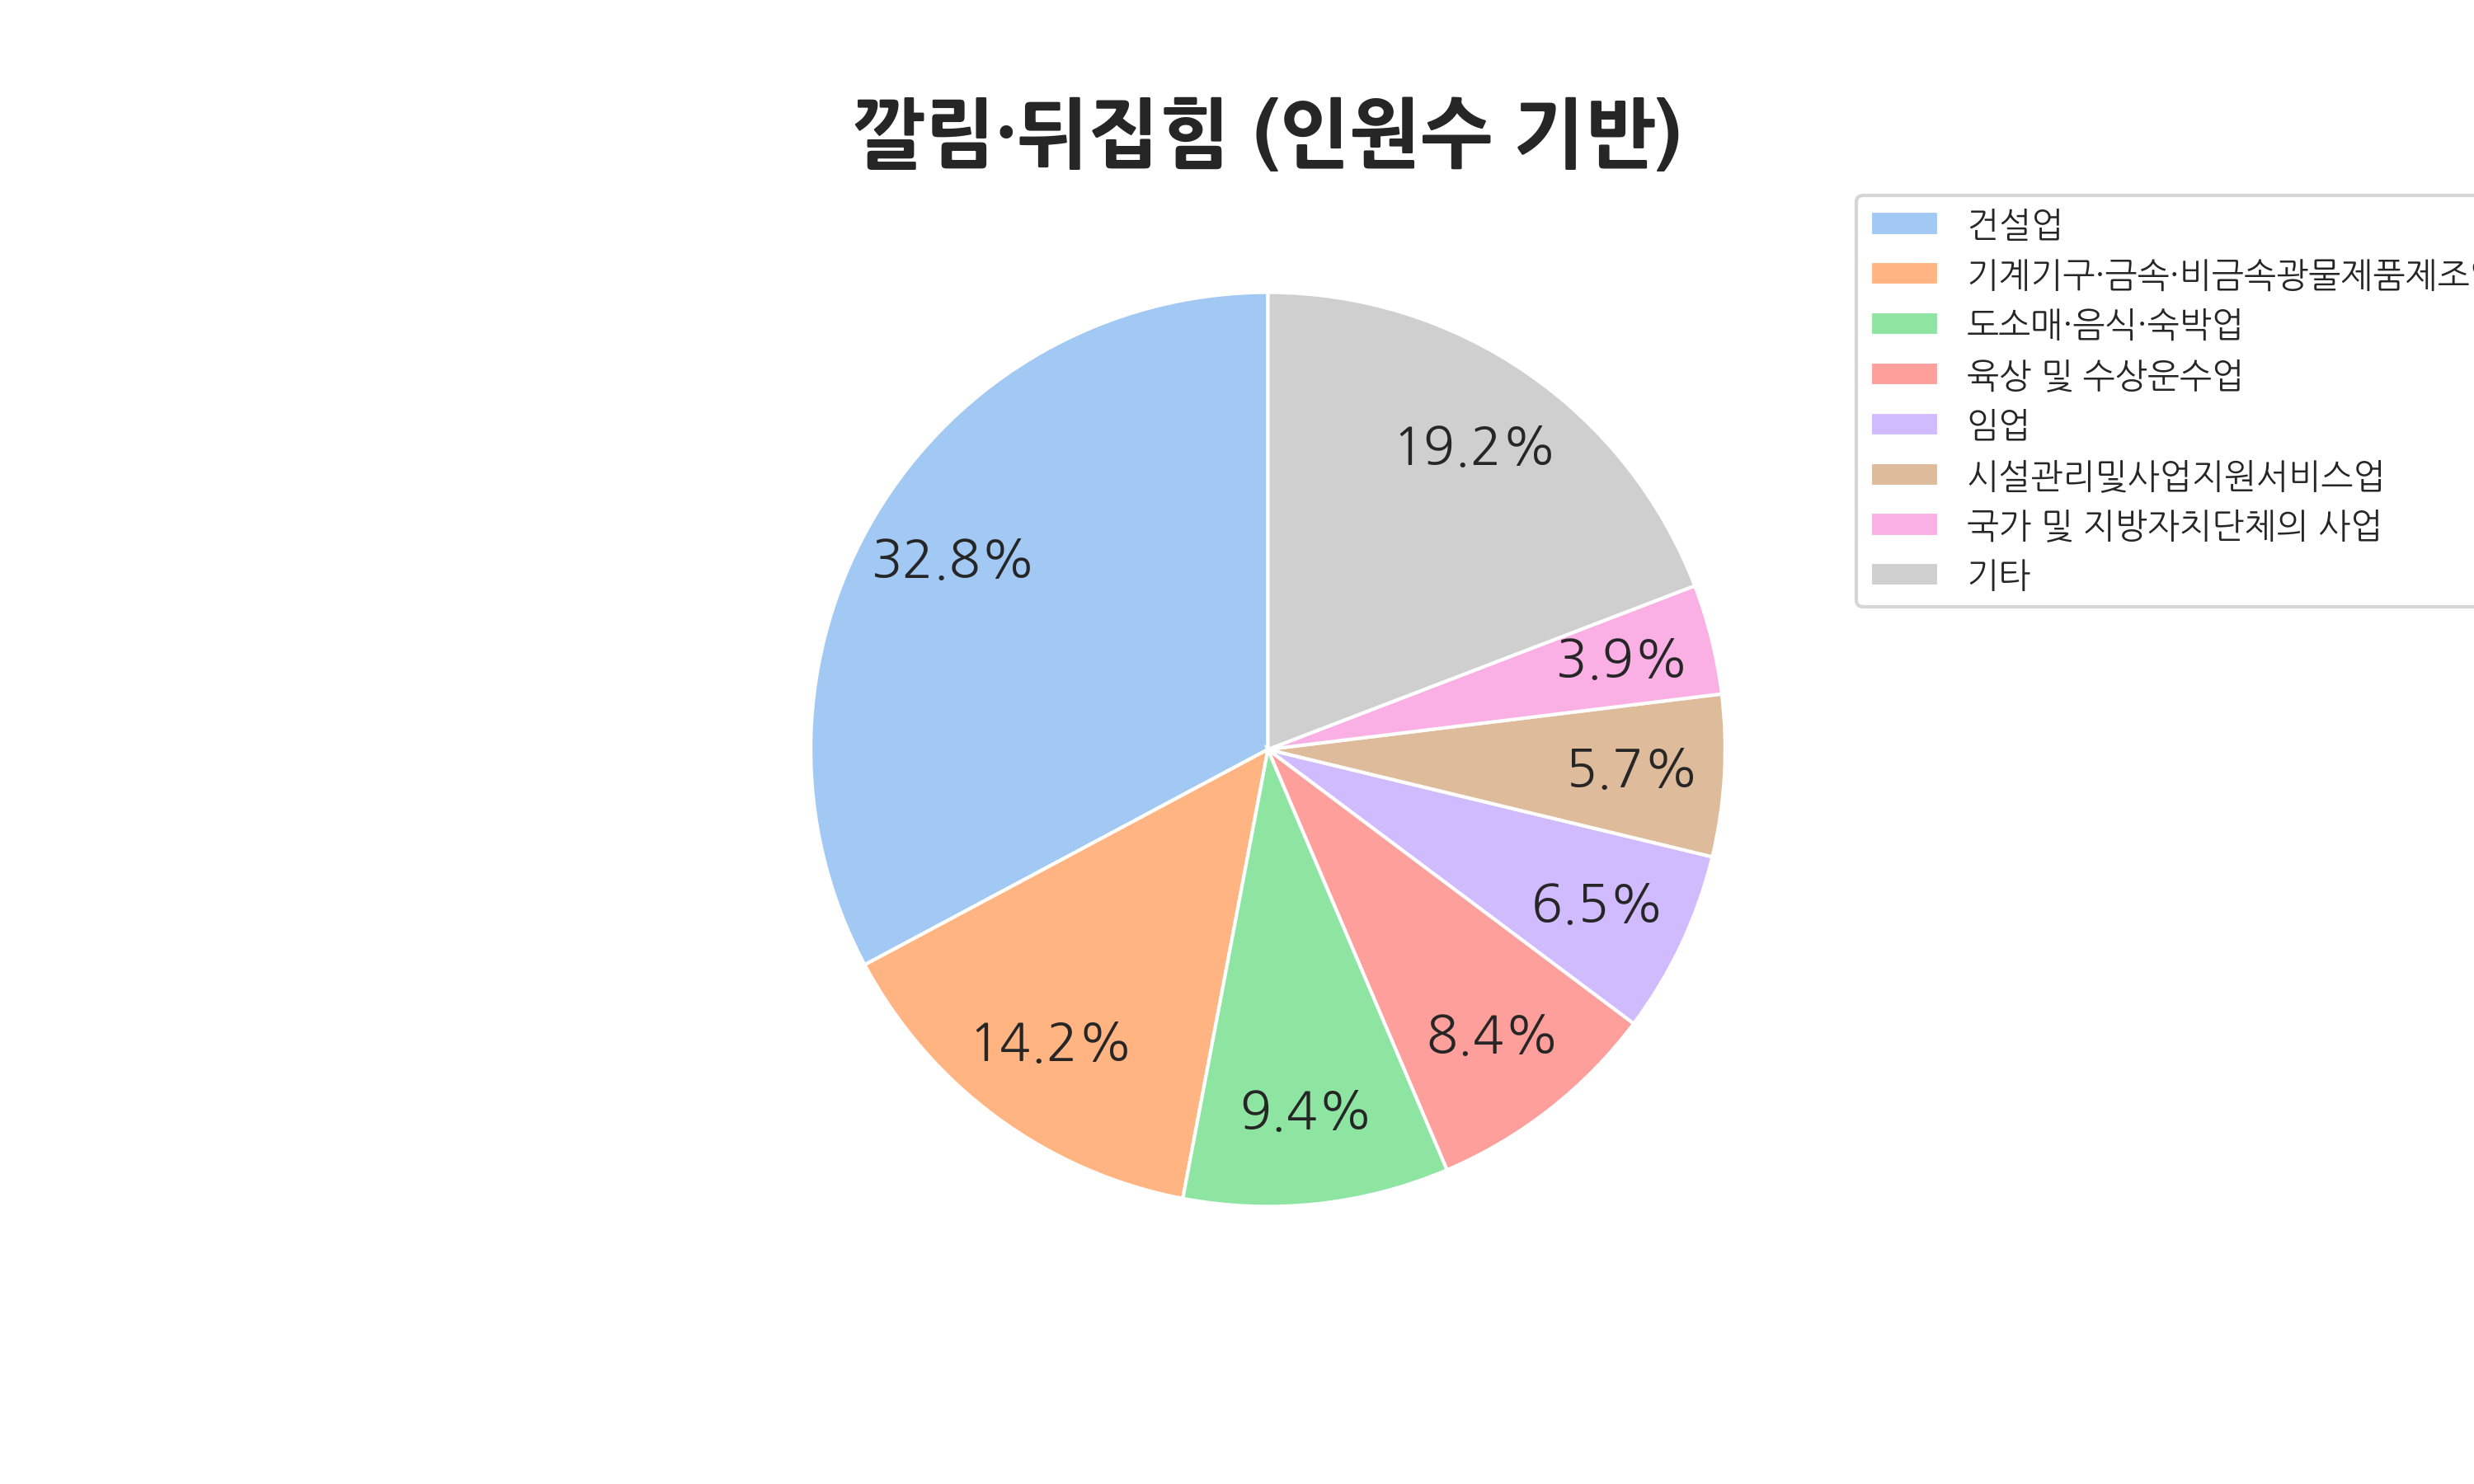 깔림·뒤집힘 (인원수 기반)
건설업
기계기구·금속·비금속광물제품제조
도소매·음식·숙박업
육상 및 수상운수업
임업
시설관리및사업지원서비스업
국가 및 지방자치단체의 사업
기타
19.2%
32.8%
3.9%
5.7%
6.5%
8.4%
14.2%
9.4%